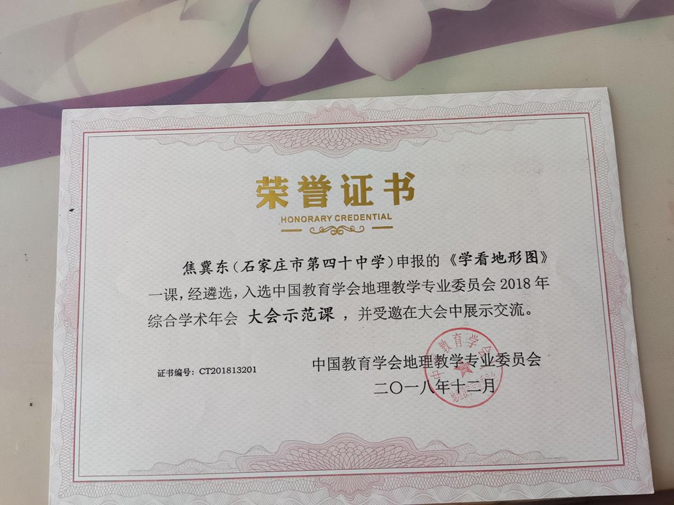 荣誉证书
HONORARY CREDENTIAL
焦冀东(石家庄市第四十中学)申报的《学看地形图》
一课,经遴选,入选中国教育学会地理教学专业委员会2018年
综合学术年会 大会示范课 ,并受邀在大会中展示交流。
证书编号:CT201813201
中国教育学会地理教学专业委员会
二〇一八年十二月